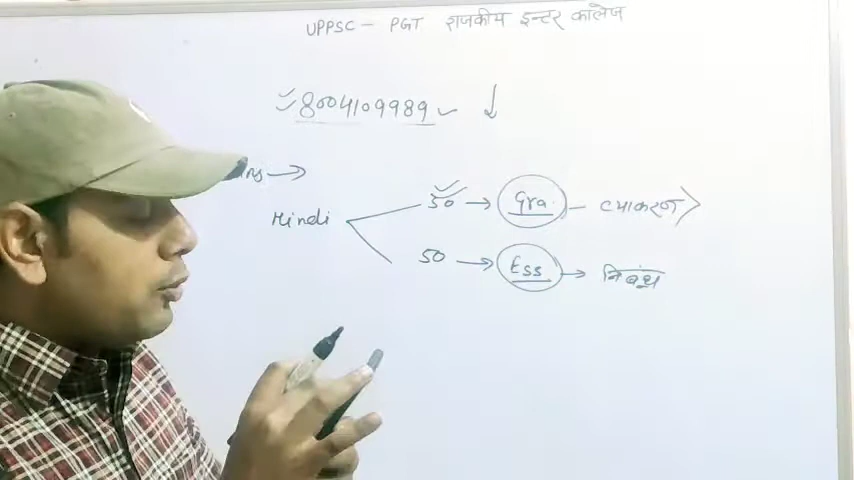 UPPSC - PGT राजकीय इन्टर कालेज
8004109989
Hindi
50 → Gra. - व्याकरण
50 → Ess → निबंध